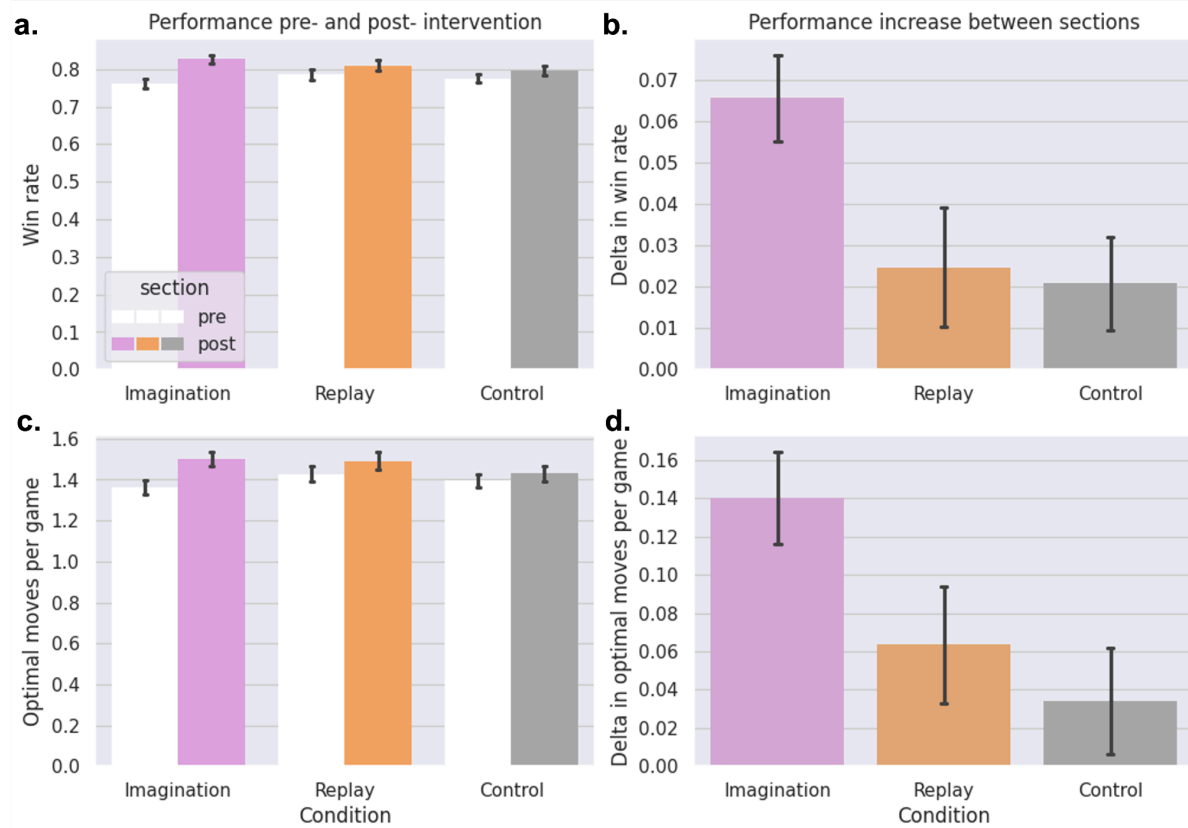 a.
Performance pre- and post- intervention
Win rate
0.8
0.7
0.6
0.5
0.4
0.3
0.2
0.1
0.0
section
pre
post
Imagination
Replay
Control
b.
Performance increase between sections
Delta in win rate
0.07
0.06
0.05
0.04
0.03
0.02
0.01
0.00
Imagination
Replay
Control
c.
Optimal moves per game
1.6
1.4
1.2
1.0
0.8
0.6
0.4
0.2
0.0
Imagination
Replay
Control
Condition
d.
Delta in optimal moves per game
0.16
0.14
0.12
0.10
0.08
0.06
0.04
0.02
0.00
Imagination
Replay
Control
Condition